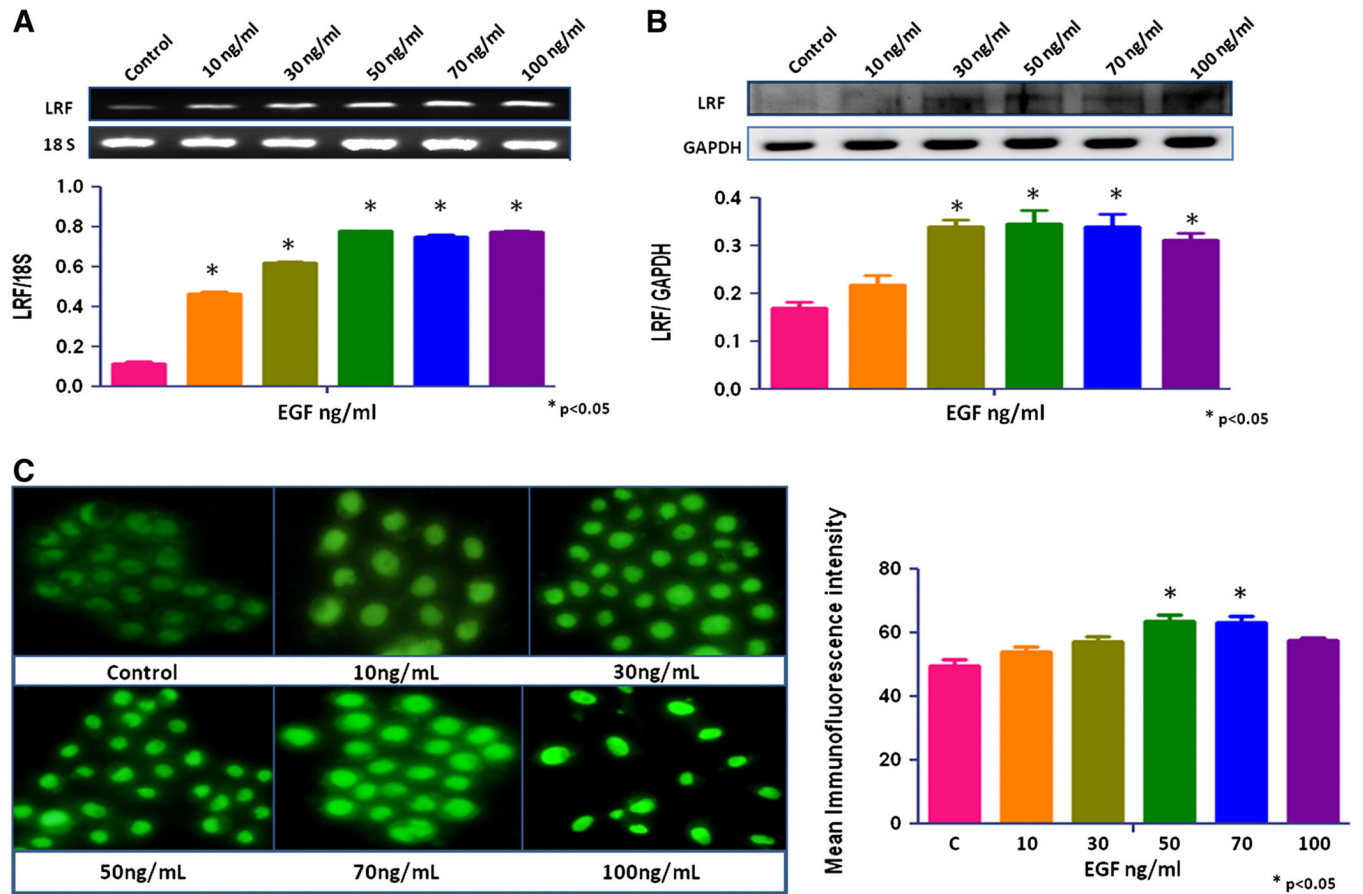 A
Control 10 ng/ml 30 ng/ml 50 ng/ml 70 ng/ml 100 ng/ml
LRF
18 S
LRF/18S
1.0
0.8
0.6
0.4
0.2
0.0
* * * * *
EGF ng/ml
* p<0.05
B
Control 10 ng/ml 30 ng/ml 50 ng/ml 70 ng/ml 100 ng/ml
LRF
GAPDH
LRF/ GAPDH
0.4
0.3
0.2
0.1
0.0
* * * *
EGF ng/ml
* p<0.05
C
Control 10ng/mL 30ng/mL
50ng/mL 70ng/mL 100ng/mL
Mean Immunofluorescence intensity
80
60
40
20
0
* *
C 10 30 50 70 100
EGF ng/ml
* p<0.05